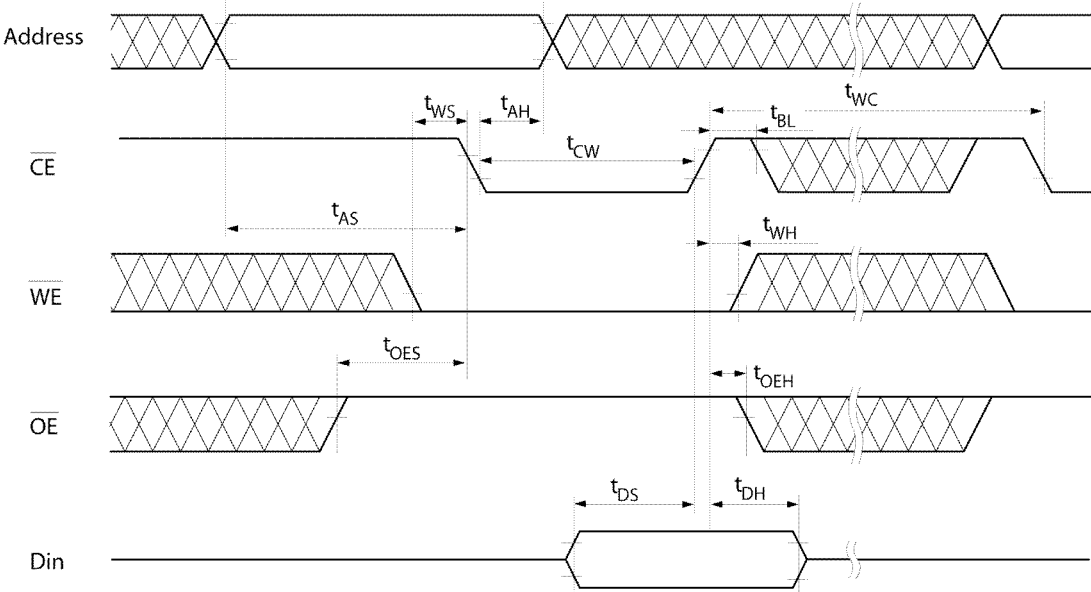 Address
tWC
tWS
tAH
tBL
tCW
CE
tAS
tWH
WE
tOES
tOEH
OE
tDS
tDH
Din